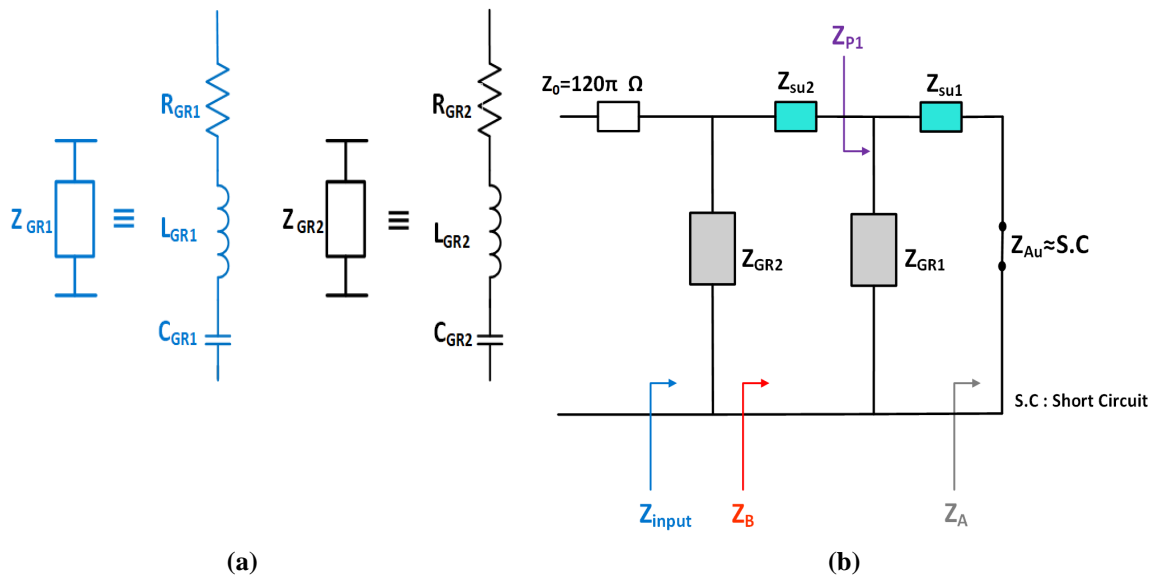 R_GR1
Z_GR1
≡
L_GR1
C_GR1
R_GR2
Z_GR2
≡
L_GR2
C_GR2
(a)
Z_P1
Z₀=120π Ω
Z_su2
Z_su1
Z_GR2
Z_GR1
Z_Au≈S.C
S.C : Short Circuit
Z_input
Z_B
Z_A
(b)